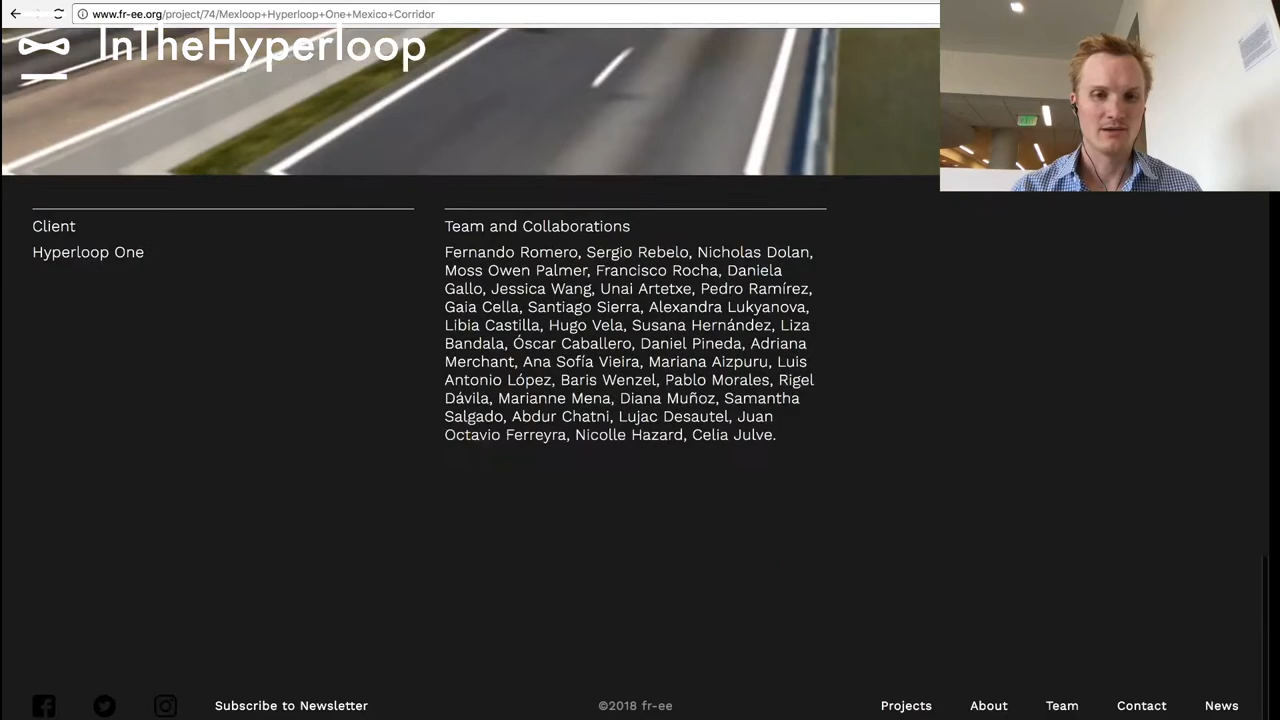 www.fr-ee.org/project/74/Mexloop+Hyperloop+One+Mexico+Corridor
InTheHyperloop
Client
Hyperloop One
Team and Collaborations
Fernando Romero, Sergio Rebelo, Nicholas Dolan,
Moss Owen Palmer, Francisco Rocha, Daniela
Gallo, Jessica Wang, Unai Artetxe, Pedro Ramírez,
Gaia Cella, Santiago Sierra, Alexandra Lukyanova,
Libia Castilla, Hugo Vela, Susana Hernández, Liza
Bandala, Óscar Caballero, Daniel Pineda, Adriana
Merchant, Ana Sofía Vieira, Mariana Aizpuru, Luis
Antonio López, Baris Wenzel, Pablo Morales, Rigel
Dávila, Marianne Mena, Diana Muñoz, Samantha
Salgado, Abdur Chatni, Lujac Desautel, Juan
Octavio Ferreyra, Nicolle Hazard, Celia Julve.
Subscribe to Newsletter
©2018 fr-ee
Projects
About
Team
Contact
News